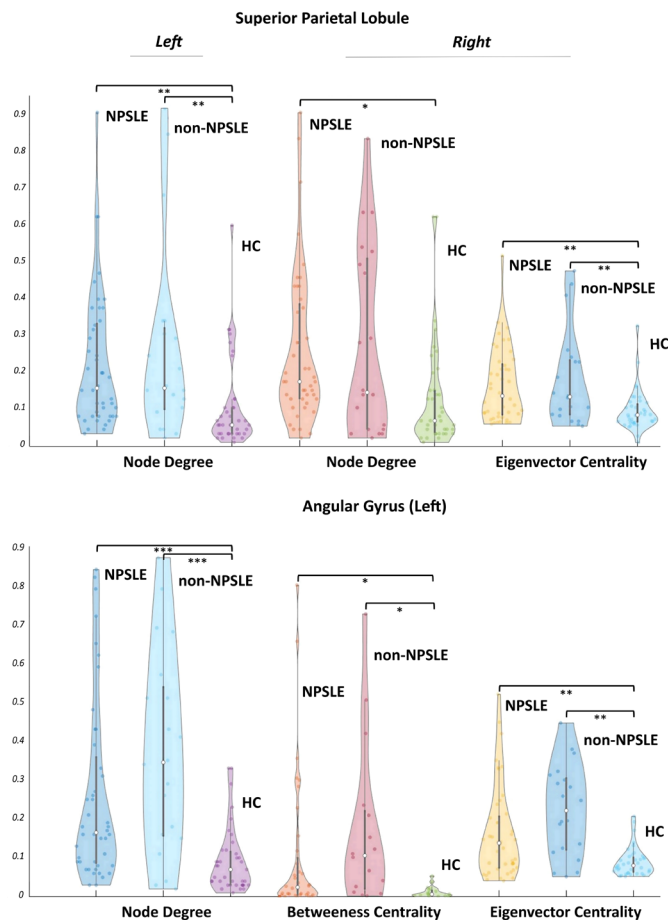 Superior Parietal Lobule
Left Right
** ** * ** **
NPSLE non-NPSLE HC NPSLE non-NPSLE HC NPSLE non-NPSLE HC
0.9
0.8
0.7
0.6
0.5
0.4
0.3
0.2
0.1
0
Node Degree Node Degree Eigenvector Centrality
Angular Gyrus (Left)
*** *** * * ** **
NPSLE non-NPSLE HC NPSLE non-NPSLE HC NPSLE non-NPSLE HC
0.9
0.8
0.7
0.6
0.5
0.4
0.3
0.2
0.1
0
Node Degree Betweeness Centrality Eigenvector Centrality